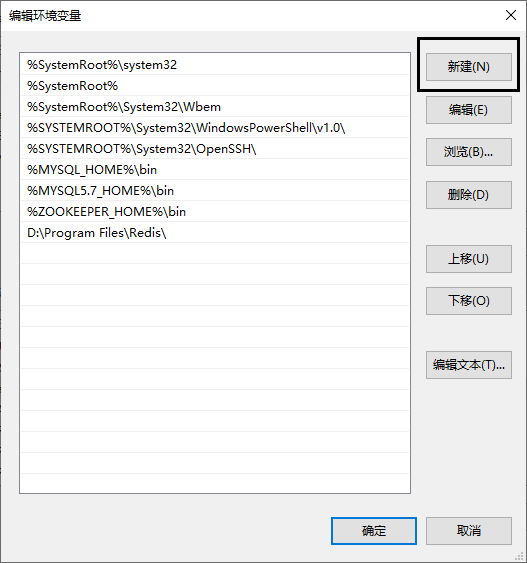 编辑环境变量
%SystemRoot%\system32
%SystemRoot%
%SystemRoot%\System32\Wbem
%SYSTEMROOT%\System32\WindowsPowerShell\v1.0\
%SYSTEMROOT%\System32\OpenSSH\
%MYSQL_HOME%\bin
%MYSQL5.7_HOME%\bin
%ZOOKEEPER_HOME%\bin
D:\Program Files\Redis\
新建(N)
编辑(E)
浏览(B)...
删除(D)
上移(U)
下移(O)
编辑文本(T)...
确定
取消